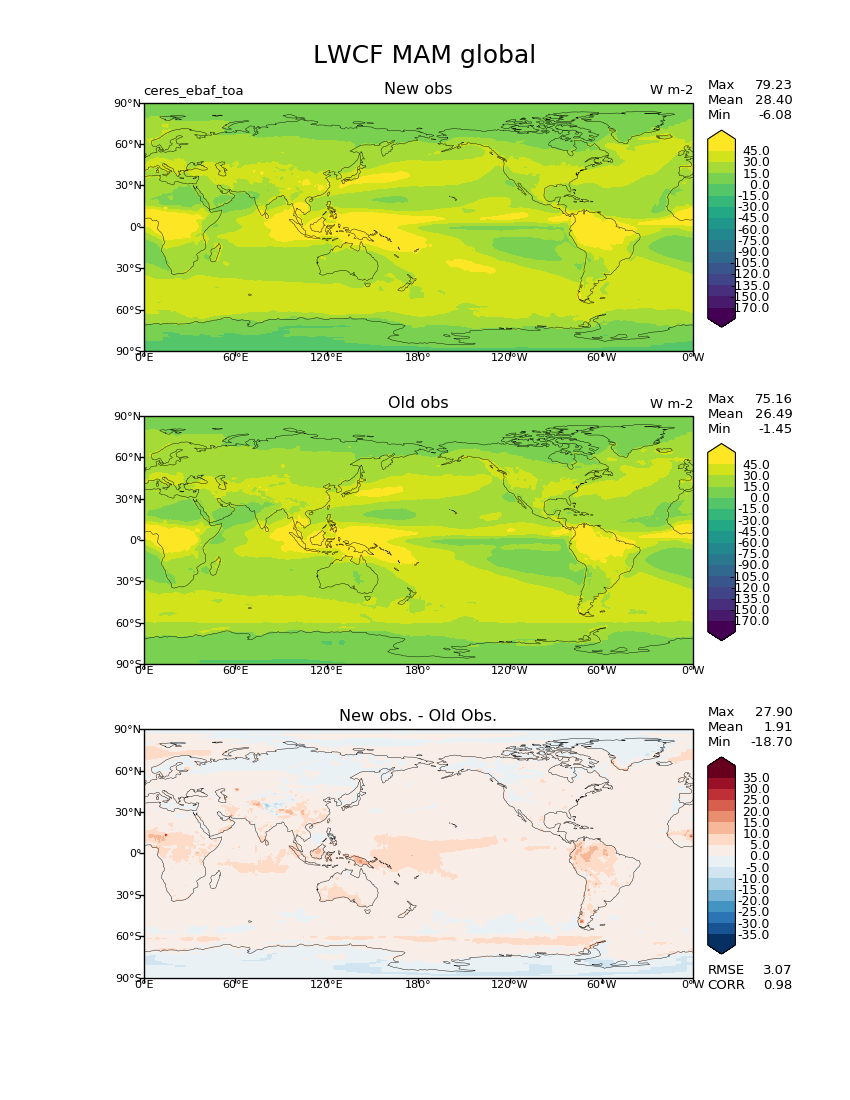 LWCF MAM global
ceres_ebaf_toa New obs W m-2
Max 79.23
Mean 28.40
Min -6.08
90°N
60°N
30°N
0°
30°S
60°S
90°S
0°E 60°E 120°E 180° 120°W 60°W 0°W
45.0
30.0
15.0
0.0
-15.0
-30.0
-45.0
-60.0
-75.0
-90.0
-105.0
-120.0
-135.0
-150.0
-170.0
Old obs W m-2
Max 75.16
Mean 26.49
Min -1.45
90°N
60°N
30°N
0°
30°S
60°S
90°S
0°E 60°E 120°E 180° 120°W 60°W 0°W
45.0
30.0
15.0
0.0
-15.0
-30.0
-45.0
-60.0
-75.0
-90.0
-105.0
-120.0
-135.0
-150.0
-170.0
New obs. - Old Obs.
Max 27.90
Mean 1.91
Min -18.70
90°N
60°N
30°N
0°
30°S
60°S
90°S
0°E 60°E 120°E 180° 120°W 60°W 0°W
35.0
30.0
25.0
20.0
15.0
10.0
5.0
0.0
-5.0
-10.0
-15.0
-20.0
-25.0
-30.0
-35.0
RMSE 3.07
CORR 0.98